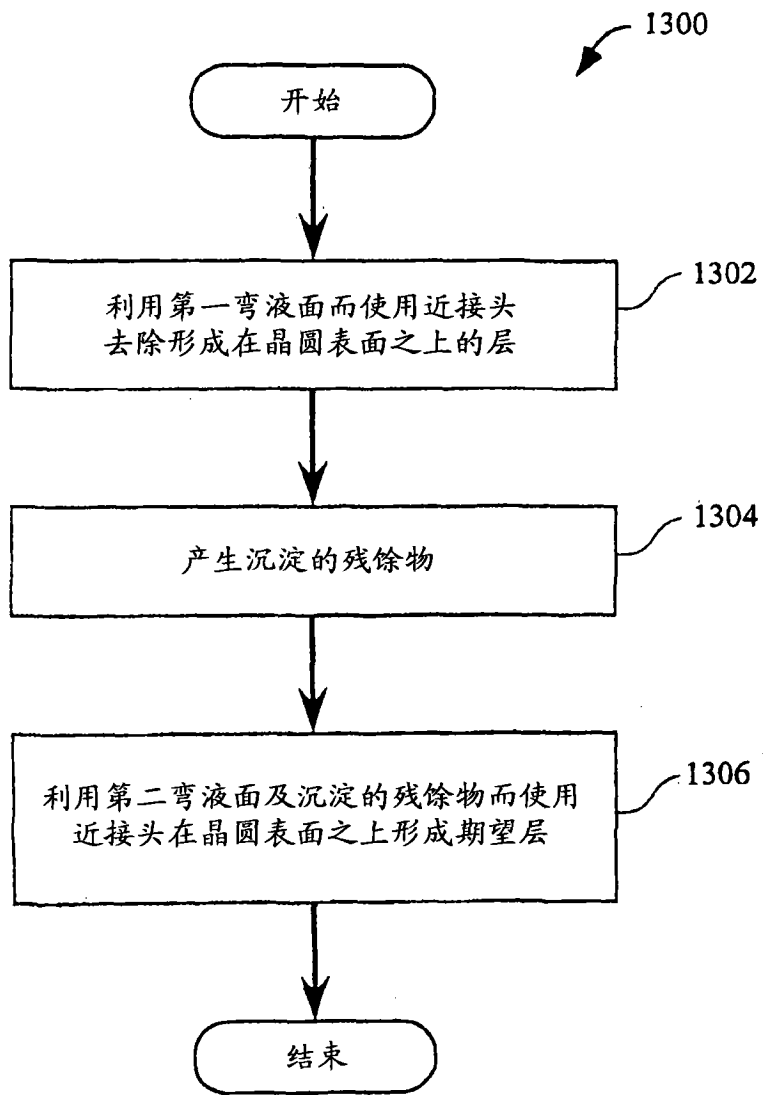 1300
开始
1302
利用第一弯液面而使用近接头
去除形成在晶圆表面之上的层
1304
产生沉淀的残馀物
1306
利用第二弯液面及沉淀的残馀物而使用
近接头在晶圆表面之上形成期望层
结束